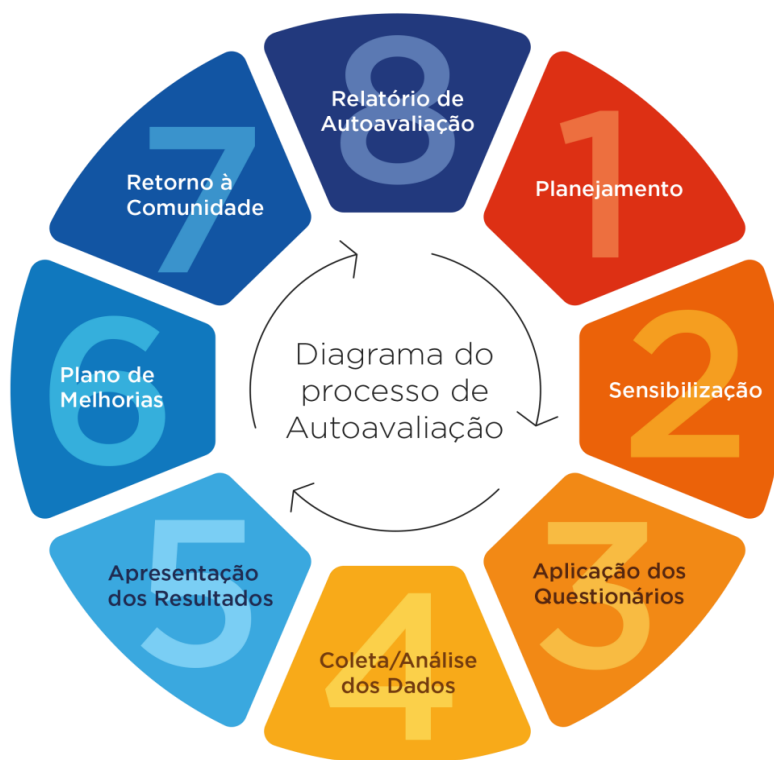 Diagrama do
processo de
Autoavaliação
1
Planejamento
2
Sensibilização
3
Aplicação dos
Questionários
4
Coleta/Análise
dos Dados
5
Apresentação
dos Resultados
6
Plano de
Melhorias
7
Retorno à
Comunidade
8
Relatório de
Autoavaliação